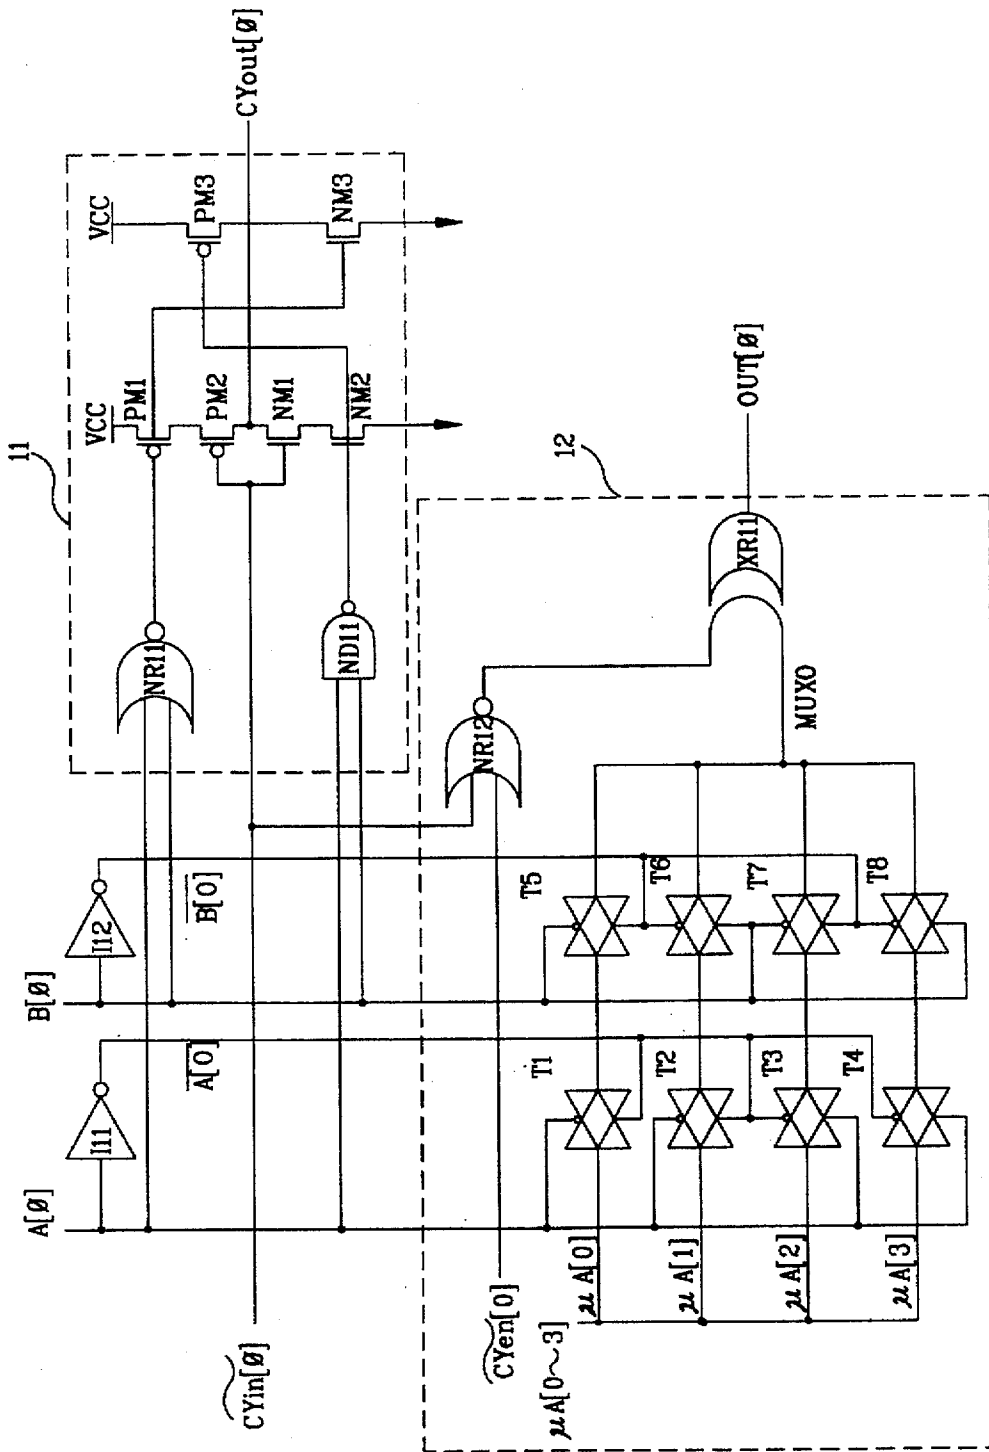 11
VCC
PM1
PM2
NM1
NM2
VCC
PM3
NM3
CYout[Ø]
NR11
ND11
12
NR12
XR11
OUT[Ø]
MUXO
B[Ø]
I12
B[O]
A[Ø]
I11
A[O]
T5
T6
T7
T8
T1
T2
T3
T4
CYin[Ø]
CYen[0]
μA[0~3]
μA[0]
μA[1]
μA[2]
μA[3]